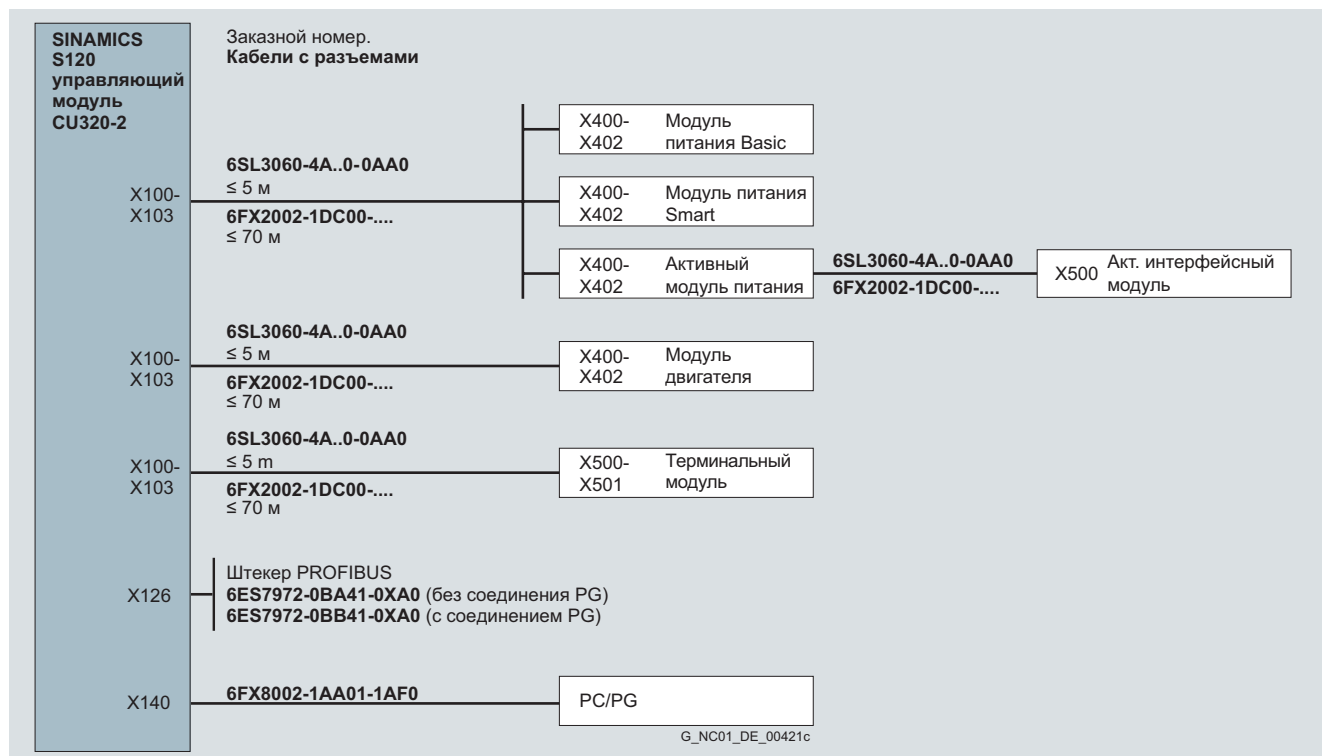 SINAMICS
S120
управляющий
модуль
CU320-2
Заказной номер.
Кабели с разъемами
X100-
X103
6SL3060-4A..0-0AA0
≤ 5 м
6FX2002-1DC00-....
≤ 70 м
X400-
X402
Модуль
питания Basic
X400-
X402
Модуль питания
Smart
X400-
X402
Активный
модуль питания
6SL3060-4A..0-0AA0
6FX2002-1DC00-....
X500
Акт. интерфейсный
модуль
X100-
X103
6SL3060-4A..0-0AA0
≤ 5 м
6FX2002-1DC00-....
≤ 70 м
X400-
X402
Модуль
двигателя
X100-
X103
6SL3060-4A..0-0AA0
≤ 5 m
6FX2002-1DC00-....
≤ 70 м
X500-
X501
Терминальный
модуль
X126
Штекер PROFIBUS
6ES7972-0BA41-0XA0 (без соединения PG)
6ES7972-0BB41-0XA0 (с соединением PG)
X140
6FX8002-1AA01-1AF0
PC/PG
G_NC01_DE_00421c